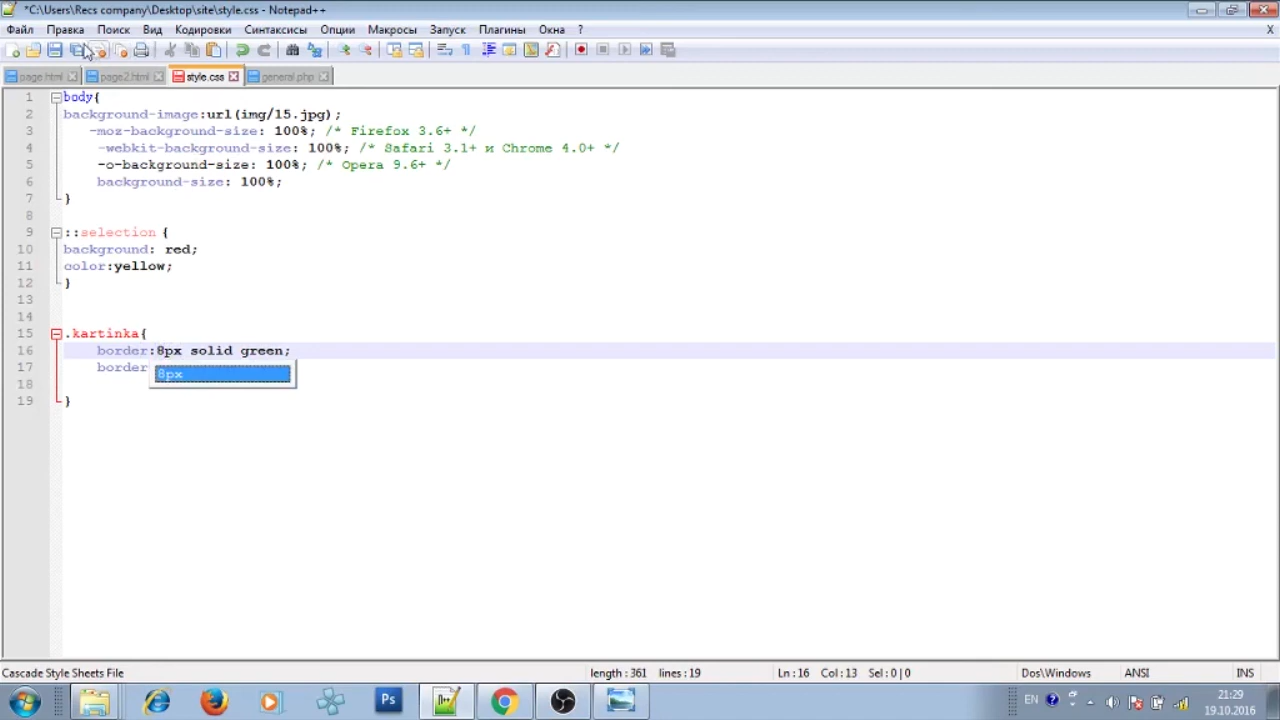 *C:\Users\Recs company\Desktop\site\style.css - Notepad++
Файл Правка Поиск Вид Кодировки Синтаксисы Опции Макросы Запуск Плагины Окна ? X
page.html page2.html style.css general.php
1 body{
2 background-image:url(img/15.jpg);
3 -moz-background-size: 100%; /* Firefox 3.6+ */
4 -webkit-background-size: 100%; /* Safari 3.1+ и Chrome 4.0+ */
5 -o-background-size: 100%; /* Opera 9.6+ */
6 background-size: 100%;
7 }
8
9 ::selection {
10 background: red;
11 color:yellow;
12 }
13
14
15 .kartinka{
16 border:8px solid green;
17 border
8px
18
19 }
Cascade Style Sheets File length : 361 lines : 19 Ln : 16 Col : 13 Sel : 0 | 0 Dos\Windows ANSI INS
Ps EN 21:29
19.10.2016